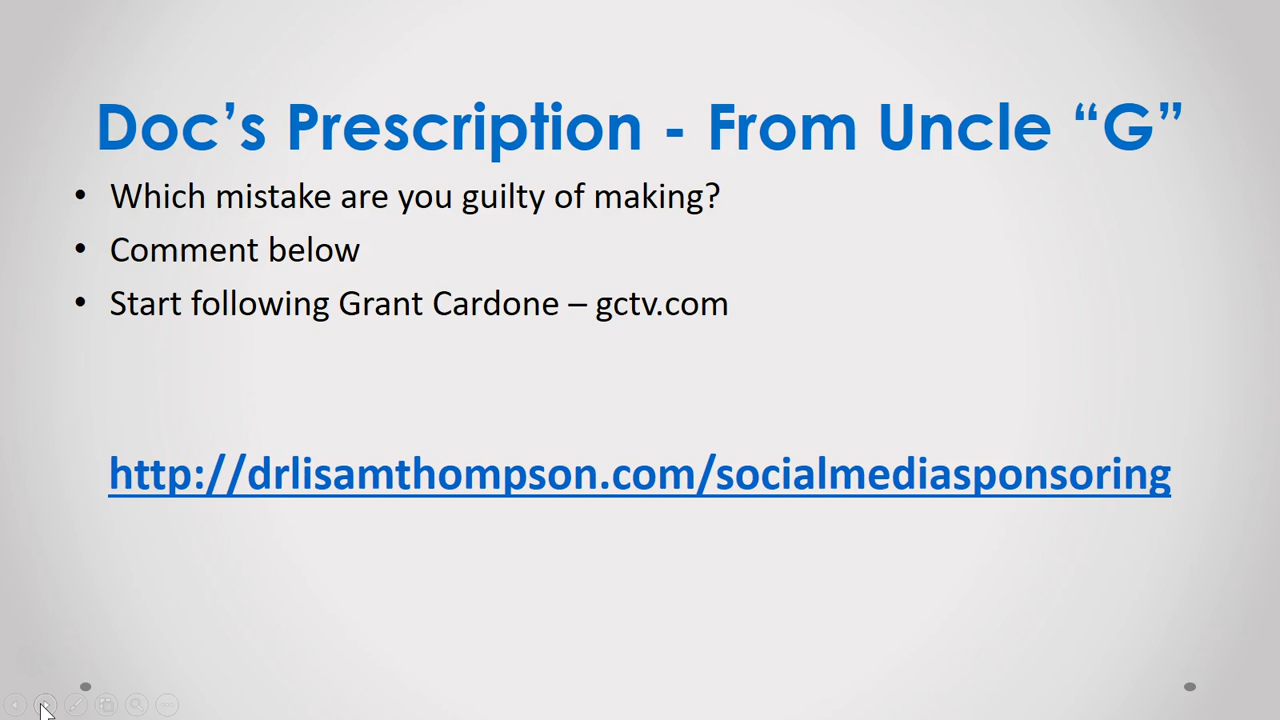 Doc’s Prescription - From Uncle “G”
• Which mistake are you guilty of making?
• Comment below
• Start following Grant Cardone – gctv.com
http://drlisamthompson.com/socialmediasponsoring